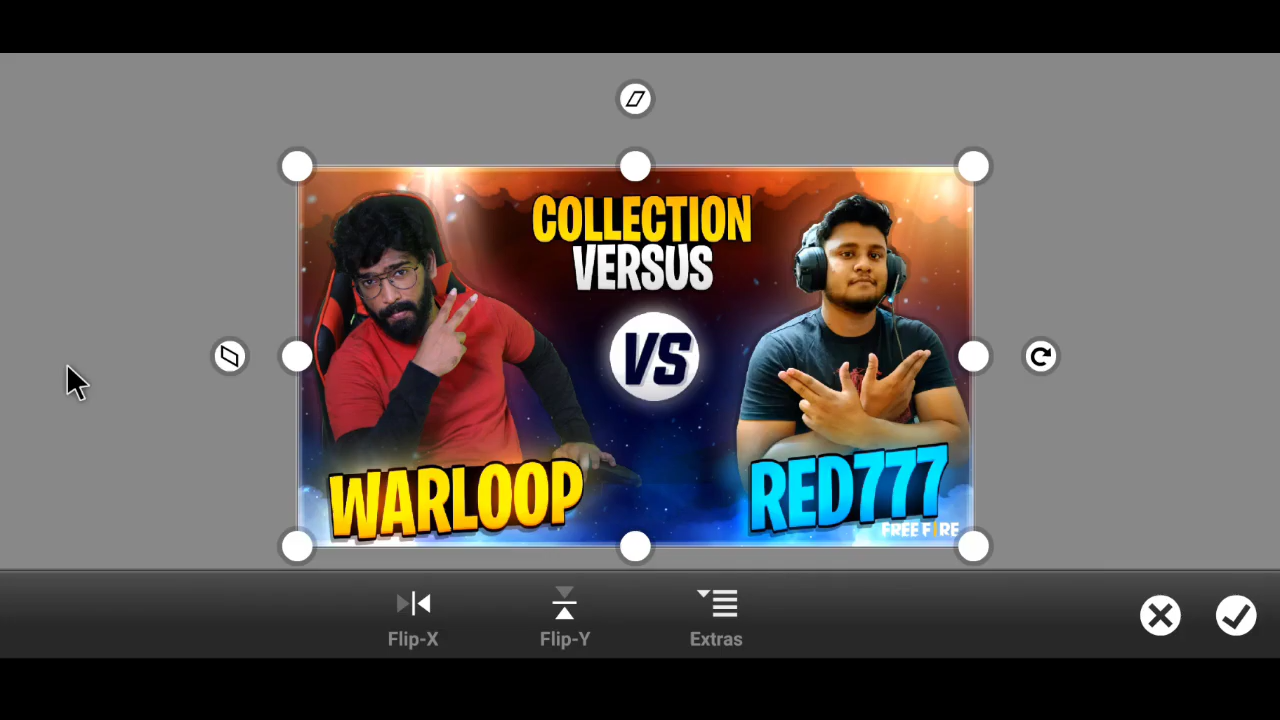 COLLECTION
VERSUS
VS
WARLOOP
RED777
FREE FIRE
Flip-X
Flip-Y
Extras